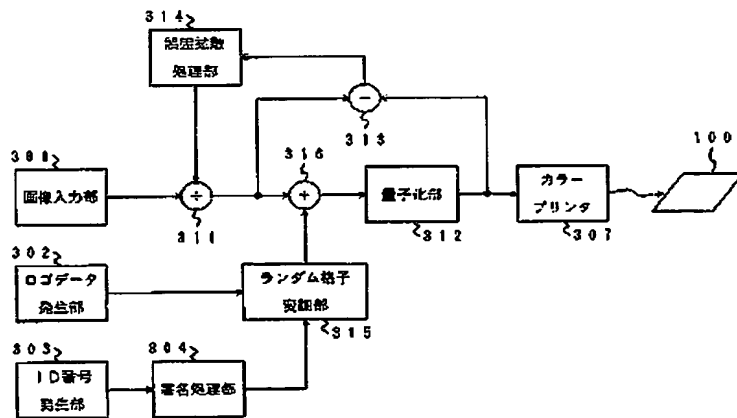 314
誤差拡散
処理部
−
313
316
100
301
画像入力部
+
311
+
量子化部
312
カラー
プリンタ
307
302
ロゴデータ
発生部
ランダム格子
変調部
315
303
ID番号
発生部
304
署名処理部